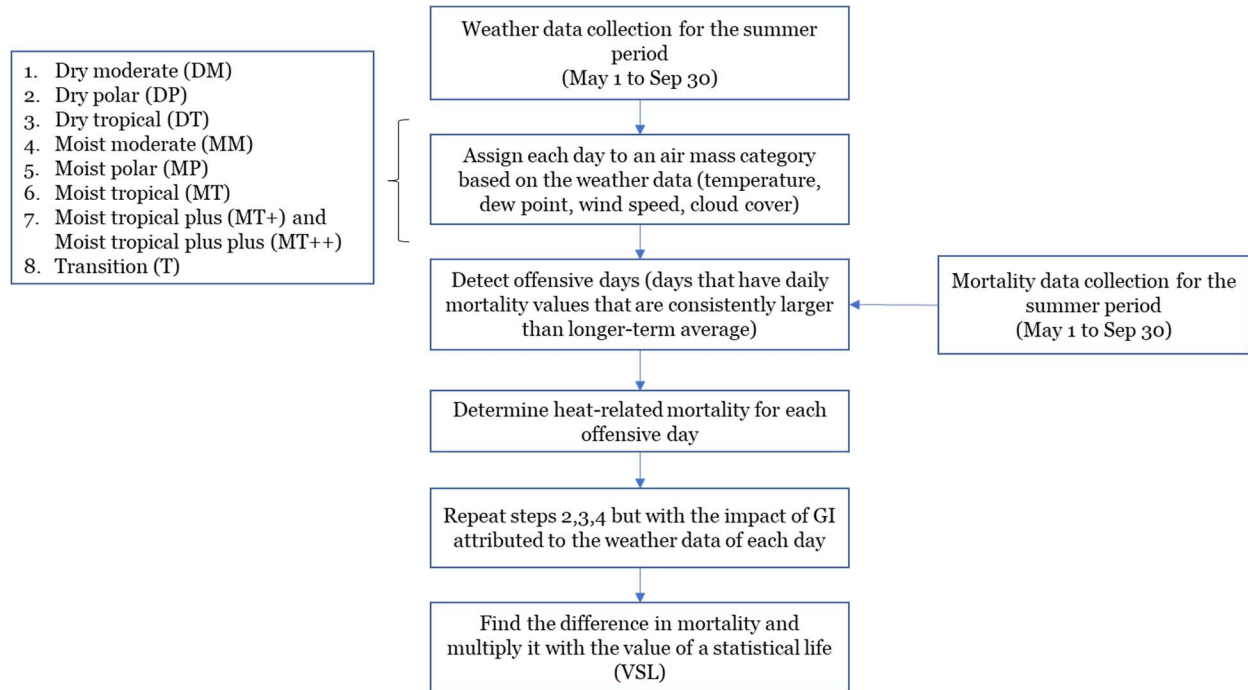 Weather data collection for the summer
period
(May 1 to Sep 30)
1. Dry moderate (DM)
2. Dry polar (DP)
3. Dry tropical (DT)
4. Moist moderate (MM)
5. Moist polar (MP)
6. Moist tropical (MT)
7. Moist tropical plus (MT+) and
Moist tropical plus plus (MT++)
8. Transition (T)
Assign each day to an air mass category
based on the weather data (temperature,
dew point, wind speed, cloud cover)
Detect offensive days (days that have daily
mortality values that are consistently larger
than longer-term average)
Mortality data collection for the
summer period
(May 1 to Sep 30)
Determine heat-related mortality for each
offensive day
Repeat steps 2,3,4 but with the impact of GI
attributed to the weather data of each day
Find the difference in mortality and
multiply it with the value of a statistical life
(VSL)